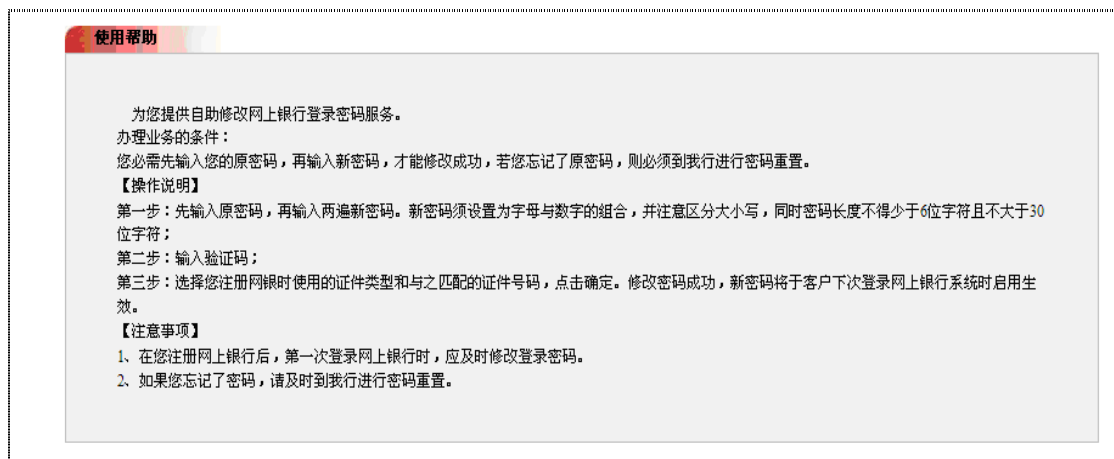 使用帮助
为您提供自助修改网上银行登录密码服务。
办理业务的条件：
您必需先输入您的原密码，再输入新密码，才能修改成功，若您忘记了原密码，则必须到我行进行密码重置。
【操作说明】
第一步：先输入原密码，再输入两遍新密码。新密码须设置为字母与数字的组合，并注意区分大小写，同时密码长度不得少于6位字符且不大于30
位字符；
第二步：输入验证码；
第三步：选择您注册网银时使用的证件类型和与之匹配的证件号码，点击确定。修改密码成功，新密码将于客户下次登录网上银行系统时启用生
效。
【注意事项】
1、在您注册网上银行后，第一次登录网上银行时，应及时修改登录密码。
2、如果您忘记了密码，请及时到我行进行密码重置。